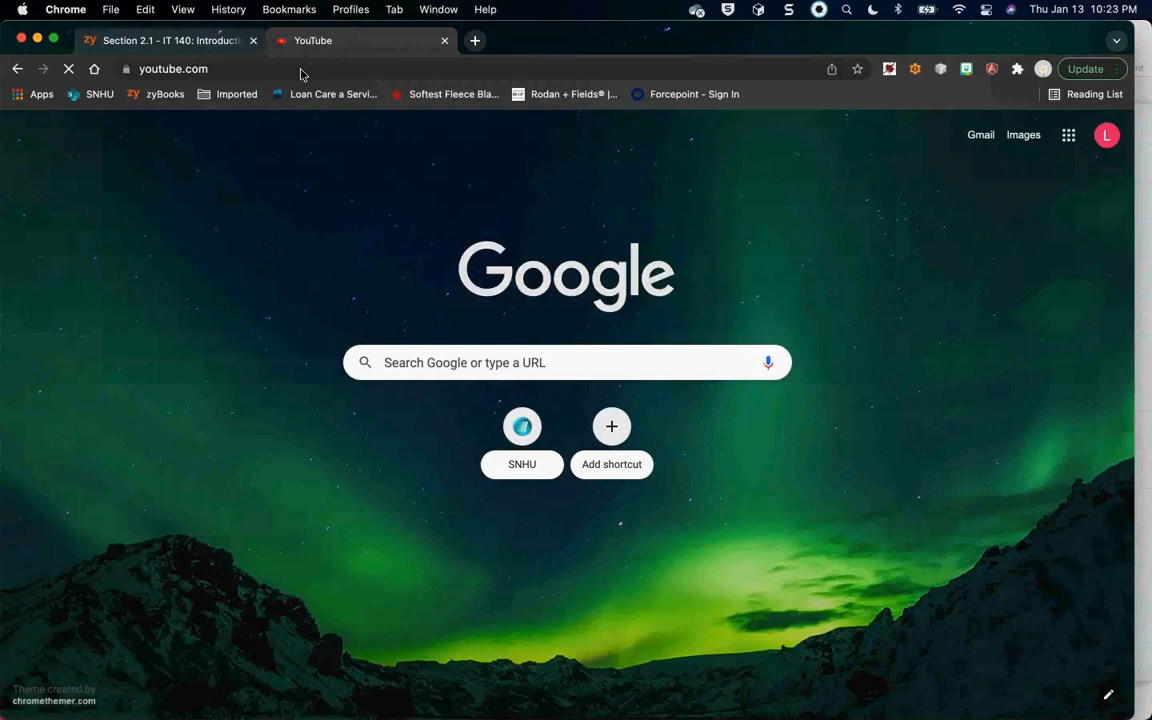 Chrome File Edit View History Bookmarks Profiles Tab Window Help Thu Jan 13 10:23 PM
zy Section 2.1 - IT 140: Introducti YouTube
youtube.com Update
Apps SNHU zy zyBooks Imported Loan Care a Servi... Softest Fleece Bla... R+F Rodan + Fields® |... Forcepoint - Sign In Reading List
Gmail Images L
Google
Search Google or type a URL
SNHU Add shortcut
Theme created by
chromethemer.com